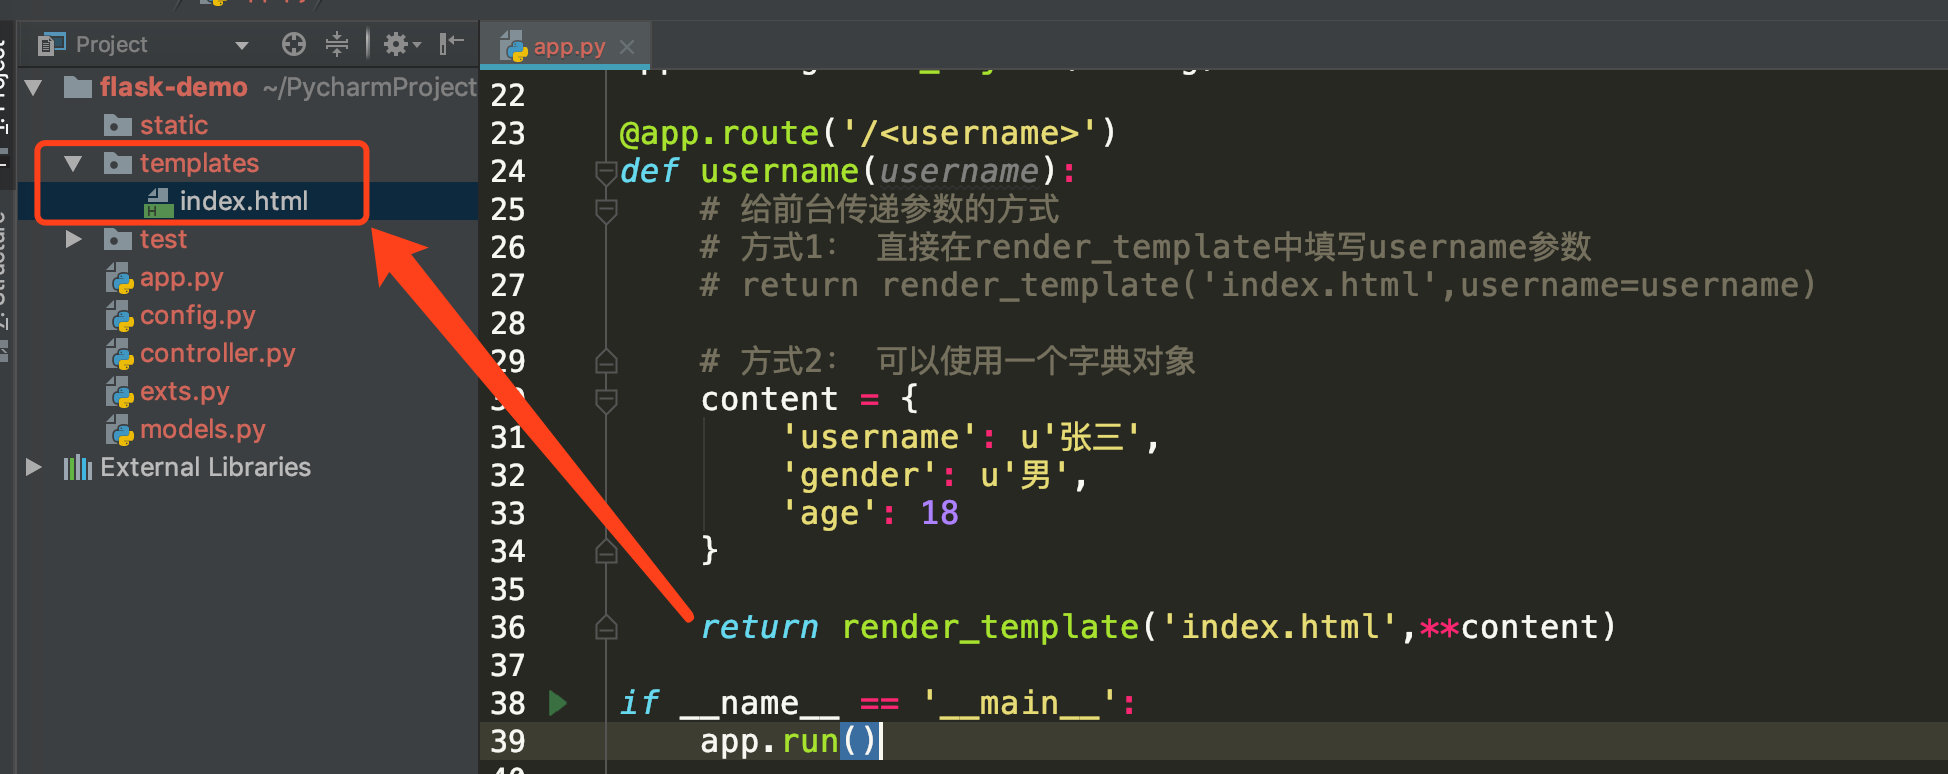 Project
flask-demo ~/PycharmProject
static
templates
index.html
test
app.py
config.py
controller.py
exts.py
models.py
External Libraries
app.py
22
23 @app.route('/<username>')
24 def username(username):
25 # 给前台传递参数的方式
26 # 方式1： 直接在render_template中填写username参数
27 # return render_template('index.html',username=username)
28
29 # 方式2： 可以使用一个字典对象
30 content = {
31 'username': u'张三',
32 'gender': u'男',
33 'age': 18
34 }
35
36 return render_template('index.html',**content)
37
38 if __name__ == '__main__':
39 app.run()